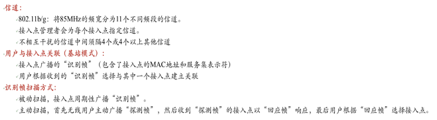 信道：
802.11b/g：将85MHz的频宽分为11个不同频段的信道。
接入点管理者会为每个接入点指定信道。
不相互干扰的信道中间须隔4个或4个以上其他信道
用户与接入点关联（基站模式）：
接入点广播的“识别帧”（包含了接入点的MAC地址和服务集表示符）
用户根据收到的“识别帧”选择与其中一个接入点建立关联
识别帧扫描方式：
被动扫描，接入点周期性广播“识别帧”。
主动扫描，首先无线用户主动广播“探测帧”，然后收到“探测帧”的接入点以“回应帧”响应，最后用户根据“回应帧”选择接入点。